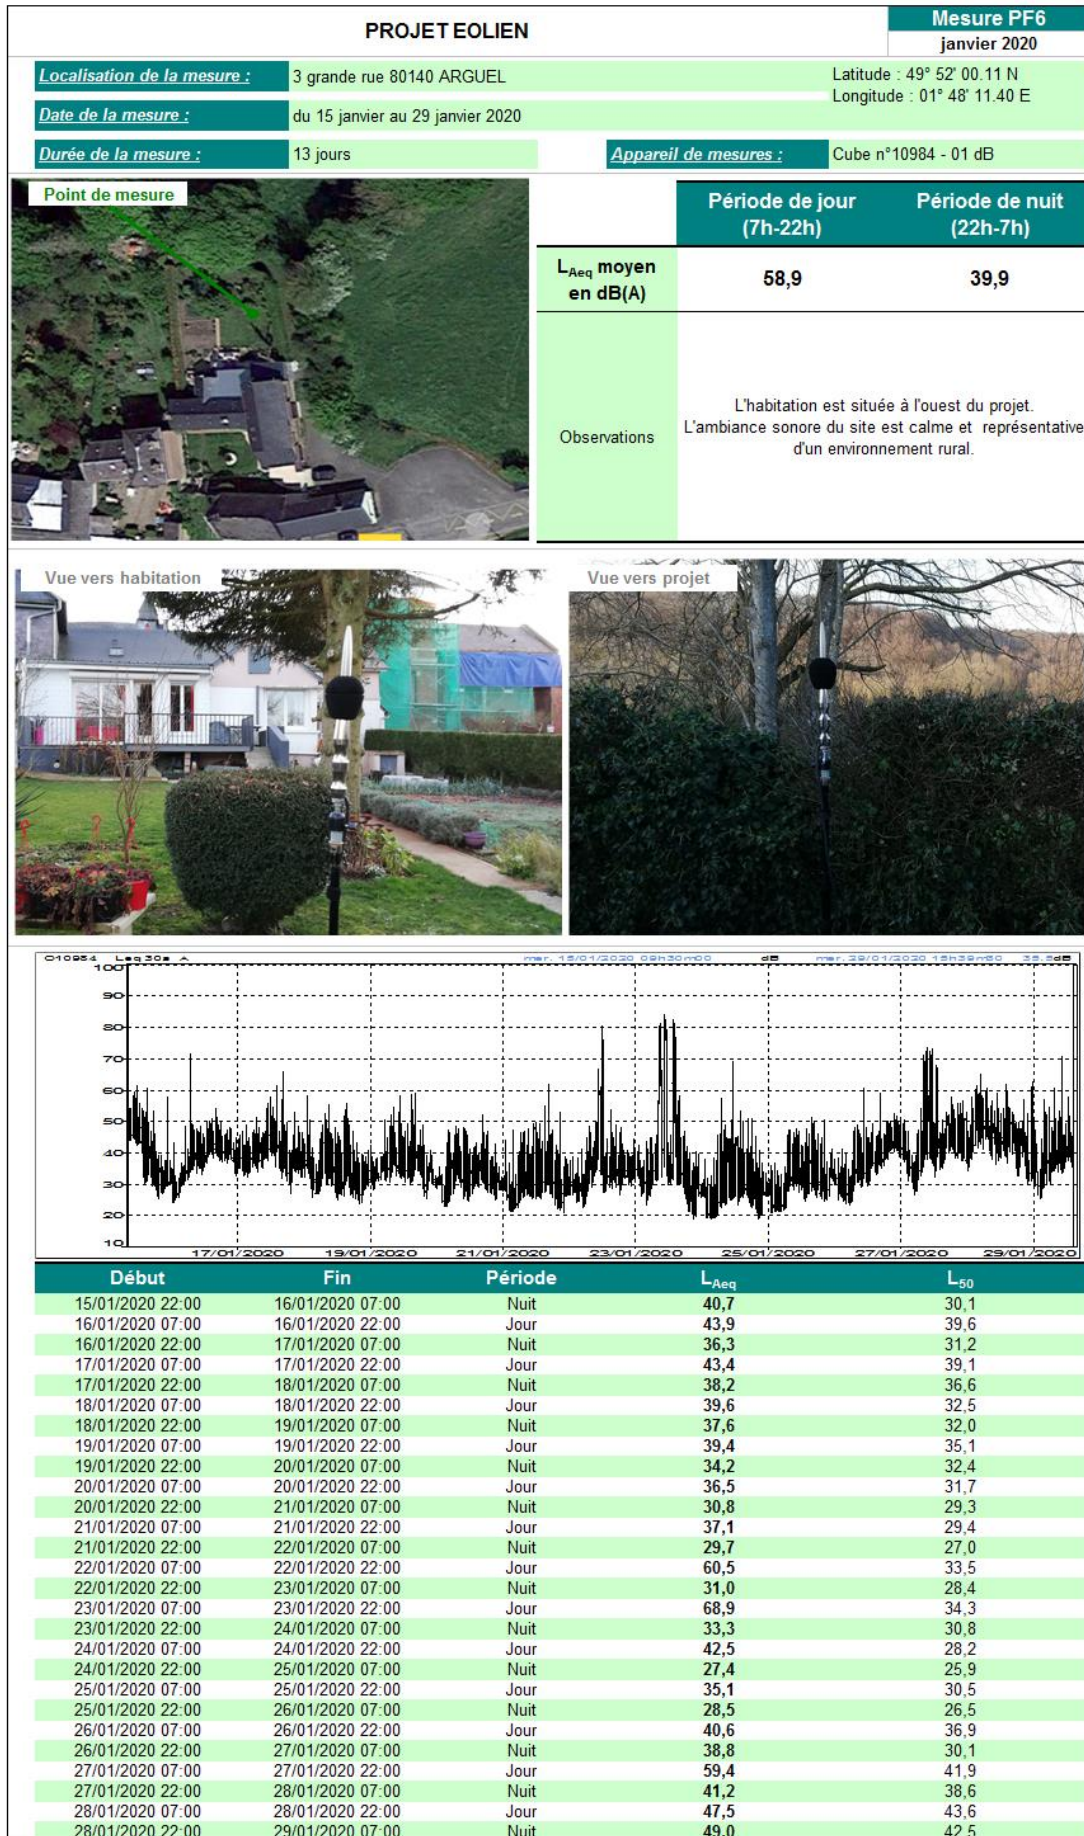 PROJET EOLIEN
Mesure PF6
janvier 2020
Localisation de la mesure : 3 grande rue 80140 ARGUEL
Latitude : 49° 52' 00.11 N
Longitude : 01° 48' 11.40 E
Date de la mesure : du 15 janvier au 29 janvier 2020
Durée de la mesure : 13 jours
Appareil de mesures : Cube n°10984 - 01 dB
Point de mesure
Période de jour (7h-22h)
Période de nuit (22h-7h)
LAeq moyen en dB(A) 58,9 39,9
Observations
L'habitation est située à l'ouest du projet.
L'ambiance sonore du site est calme et représentative
d'un environnement rural.
Vue vers habitation
Vue vers projet
C10984 Leq 30s A mer. 15/01/2020 09h30m00 dB mer. 29/01/2020 dB
100
90
80
70
60
50
40
30
20
10
17/01/2020 19/01/2020 21/01/2020 23/01/2020 25/01/2020 27/01/2020 29/01/2020
Début Fin Période LAeq L50
15/01/2020 22:00 16/01/2020 07:00 Nuit 40,7 30,1
16/01/2020 07:00 16/01/2020 22:00 Jour 43,9 39,6
16/01/2020 22:00 17/01/2020 07:00 Nuit 36,3 31,2
17/01/2020 07:00 17/01/2020 22:00 Jour 43,4 39,1
17/01/2020 22:00 18/01/2020 07:00 Nuit 38,2 36,6
18/01/2020 07:00 18/01/2020 22:00 Jour 39,6 32,5
18/01/2020 22:00 19/01/2020 07:00 Nuit 37,6 32,0
19/01/2020 07:00 19/01/2020 22:00 Jour 39,4 35,1
19/01/2020 22:00 20/01/2020 07:00 Nuit 34,2 32,4
20/01/2020 07:00 20/01/2020 22:00 Jour 36,5 31,7
20/01/2020 22:00 21/01/2020 07:00 Nuit 30,8 29,3
21/01/2020 07:00 21/01/2020 22:00 Jour 37,1 29,4
21/01/2020 22:00 22/01/2020 07:00 Nuit 29,7 27,0
22/01/2020 07:00 22/01/2020 22:00 Jour 60,5 33,5
22/01/2020 22:00 23/01/2020 07:00 Nuit 31,0 28,4
23/01/2020 07:00 23/01/2020 22:00 Jour 68,9 34,3
23/01/2020 22:00 24/01/2020 07:00 Nuit 33,3 30,8
24/01/2020 07:00 24/01/2020 22:00 Jour 42,5 28,2
24/01/2020 22:00 25/01/2020 07:00 Nuit 27,4 25,9
25/01/2020 07:00 25/01/2020 22:00 Jour 35,1 30,5
25/01/2020 22:00 26/01/2020 07:00 Nuit 28,5 26,5
26/01/2020 07:00 26/01/2020 22:00 Jour 40,6 36,9
26/01/2020 22:00 27/01/2020 07:00 Nuit 38,8 30,1
27/01/2020 07:00 27/01/2020 22:00 Jour 59,4 41,9
27/01/2020 22:00 28/01/2020 07:00 Nuit 41,2 38,6
28/01/2020 07:00 28/01/2020 22:00 Jour 47,5 43,6
28/01/2020 22:00 29/01/2020 07:00 Nuit 49,0 42,5